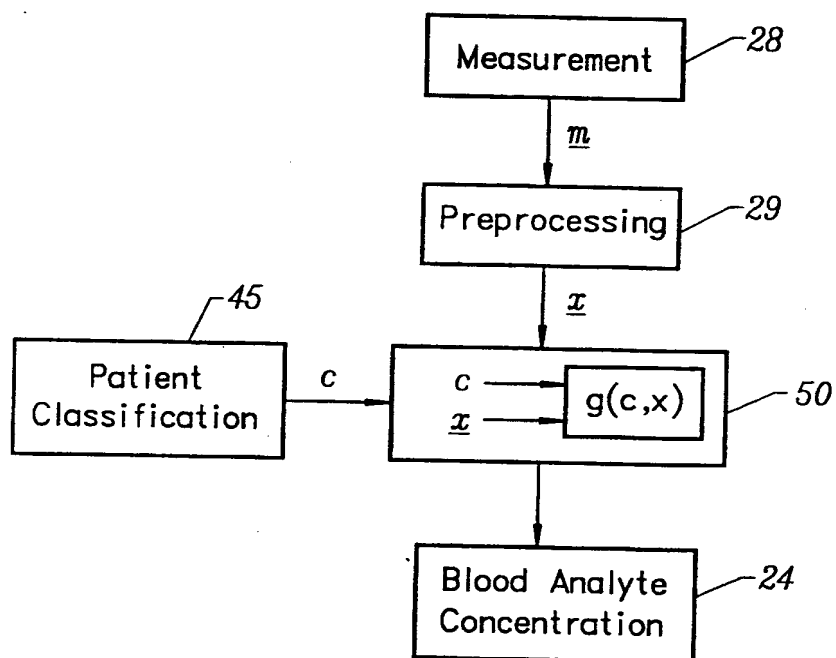 Measurement
28
m
Preprocessing
29
x
45
Patient
Classification
c
c
x
g(c,x)
50
Blood Analyte
Concentration
24